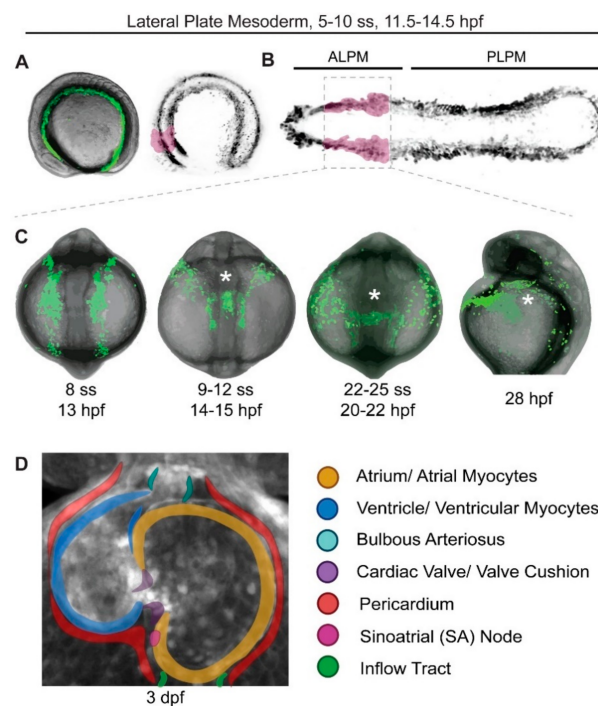 Lateral Plate Mesoderm, 5-10 ss, 11.5-14.5 hpf
A
B
ALPM
PLPM
C
*
*
*
8 ss
13 hpf
9-12 ss
14-15 hpf
22-25 ss
20-22 hpf
28 hpf
D
3 dpf
Atrium/ Atrial Myocytes
Ventricle/ Ventricular Myocytes
Bulbous Arteriosus
Cardiac Valve/ Valve Cushion
Pericardium
Sinoatrial (SA) Node
Inflow Tract